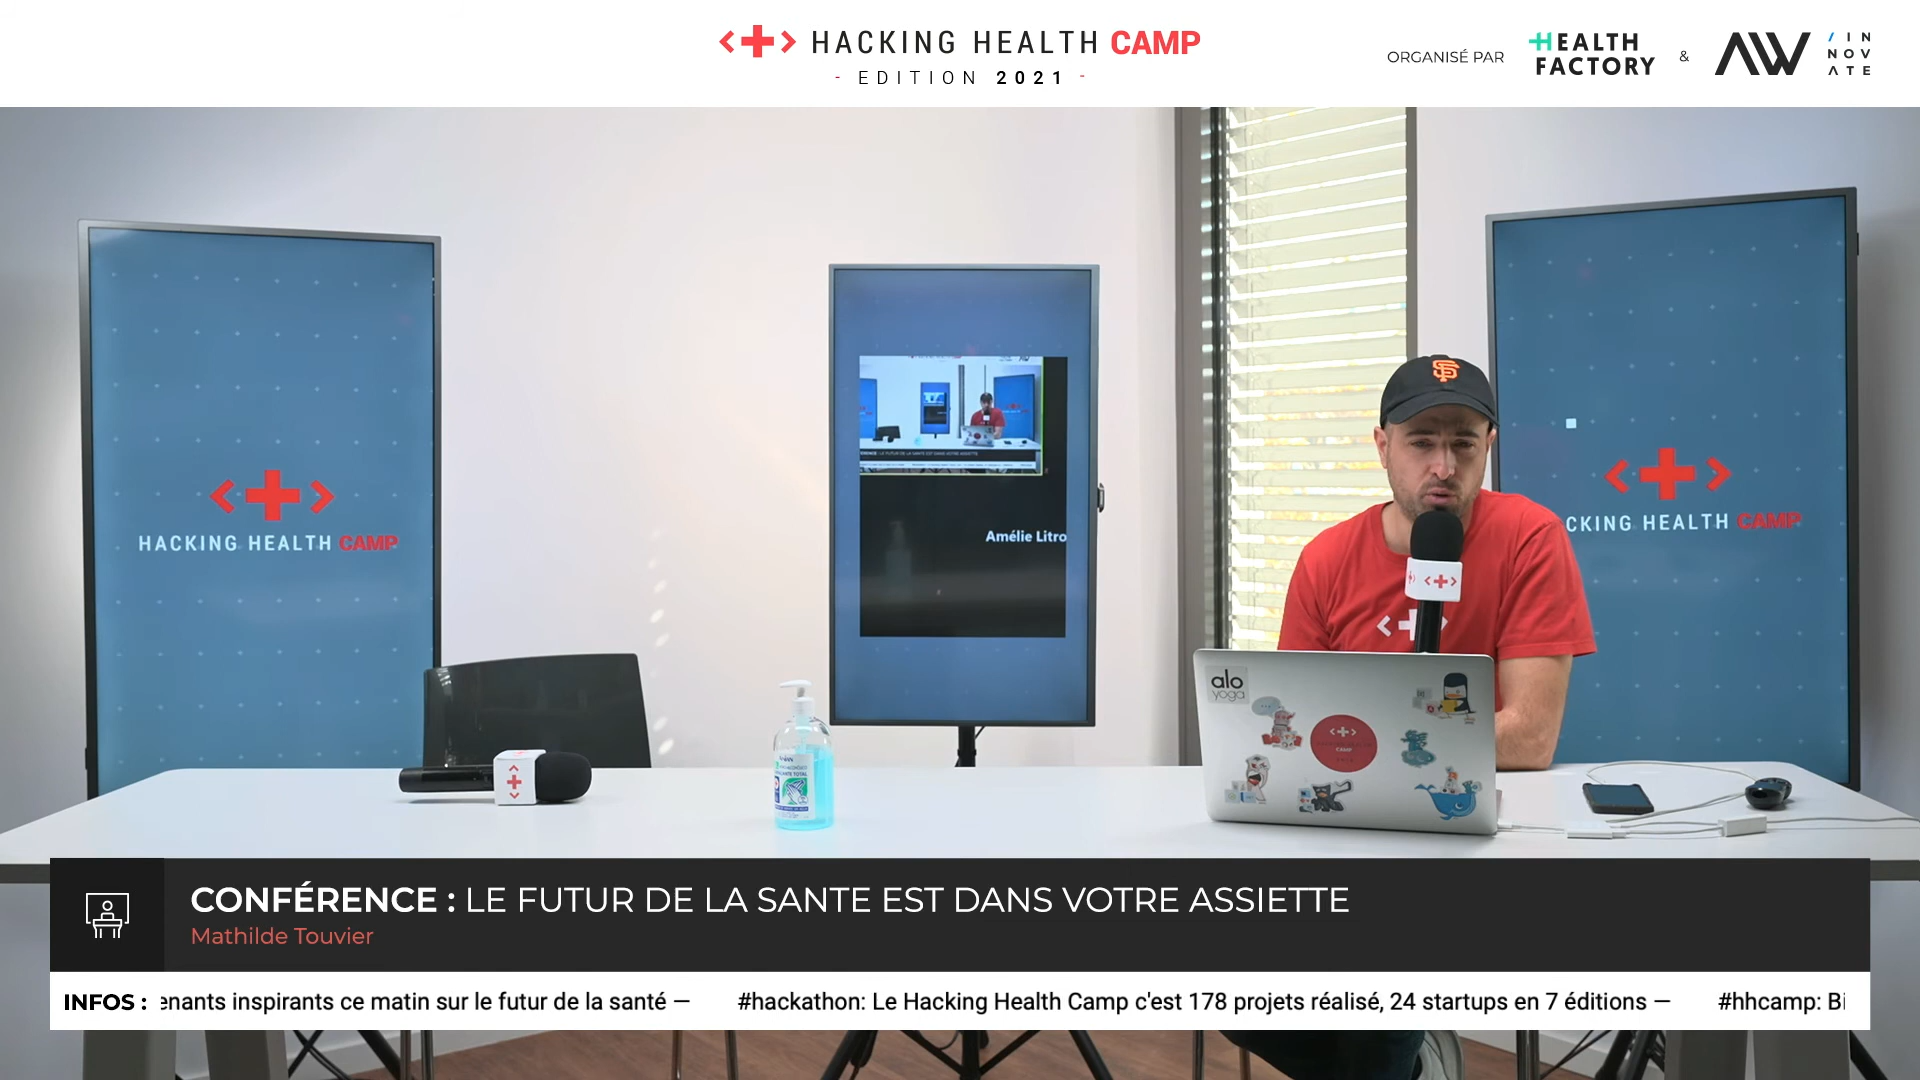 HACKING HEALTH CAMP
- EDITION 2021 -
ORGANISÉ PAR
HEALTH FACTORY
&
AW
/INNOVATE
HACKING HEALTH CAMP
Amélie Litro
SF
CKING HEALTH CAMP
alo
yoga
CONFÉRENCE : LE FUTUR DE LA SANTE EST DANS VOTRE ASSIETTE
Mathilde Touvier
INFOS : enants inspirants ce matin sur le futur de la santé — #hackathon: Le Hacking Health Camp c'est 178 projets réalisé, 24 startups en 7 éditions — #hhcamp: Bi